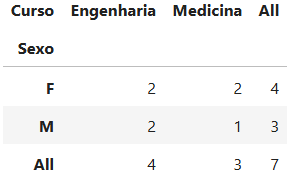 Curso Engenharia Medicina All
Sexo
F 2 2 4
M 2 1 3
All 4 3 7